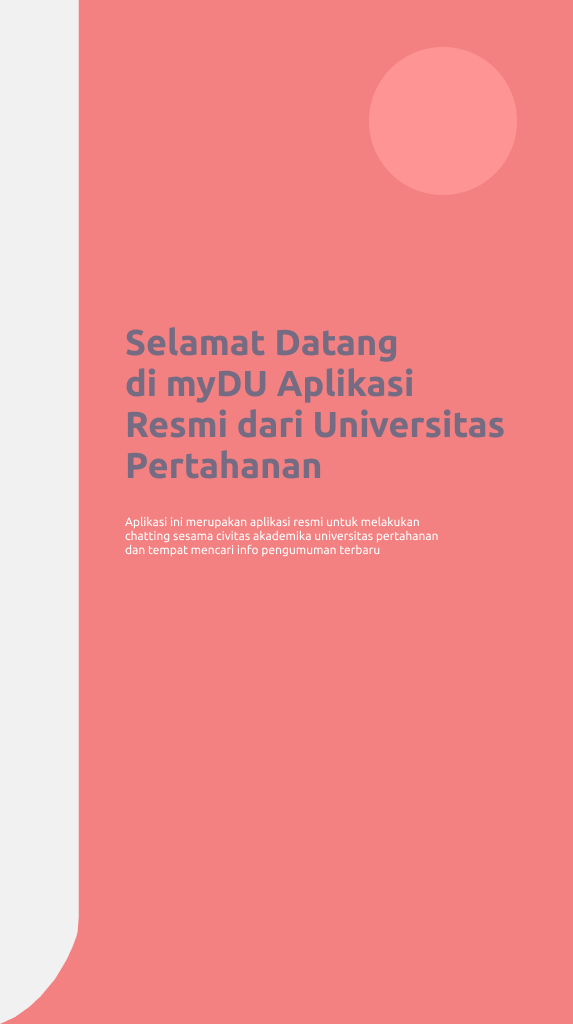 Selamat Datang
di myDU Aplikasi
Resmi dari Universitas
Pertahanan
Aplikasi ini merupakan aplikasi resmi untuk melakukan
chatting sesama civitas akademika universitas pertahanan
dan tempat mencari info pengumuman terbaru